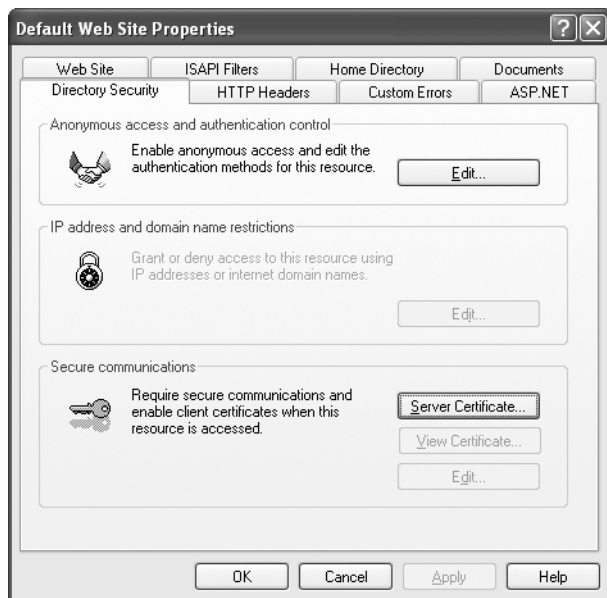 Default Web Site Properties
Web Site ISAPI Filters Home Directory Documents
Directory Security HTTP Headers Custom Errors ASP.NET
Anonymous access and authentication control
Enable anonymous access and edit the
authentication methods for this resource.
Edit...
IP address and domain name restrictions
Grant or deny access to this resource using
IP addresses or internet domain names.
Edit...
Secure communications
Require secure communications and
enable client certificates when this
resource is accessed.
Server Certificate...
View Certificate...
Edit...
OK Cancel Apply Help